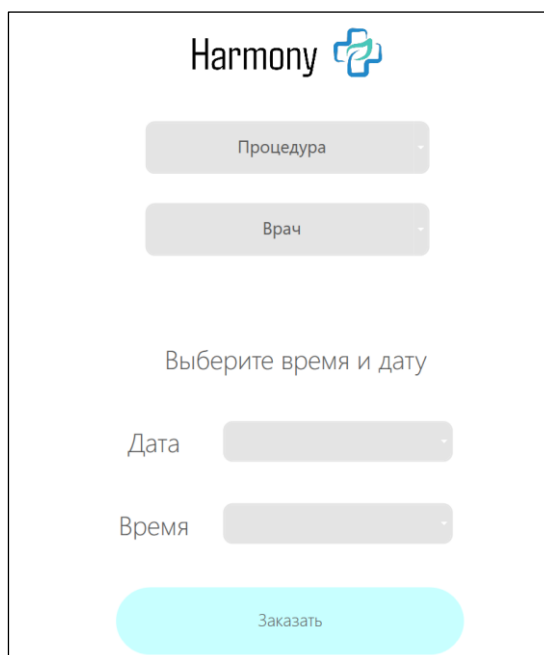 Harmony
Процедура
Врач
Выберите время и дату
Дата
Время
Заказать